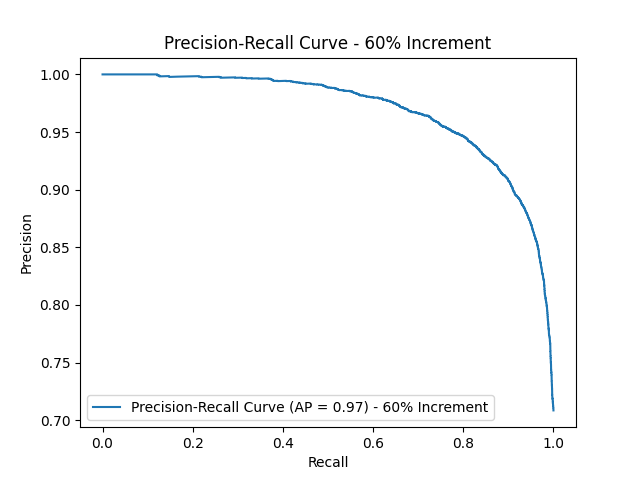 Precision-Recall Curve - 60% Increment
1.00
0.95
0.90
0.85
0.80
0.75
0.70
Precision
Precision-Recall Curve (AP = 0.97) - 60% Increment
0.0 0.2 0.4 0.6 0.8 1.0
Recall